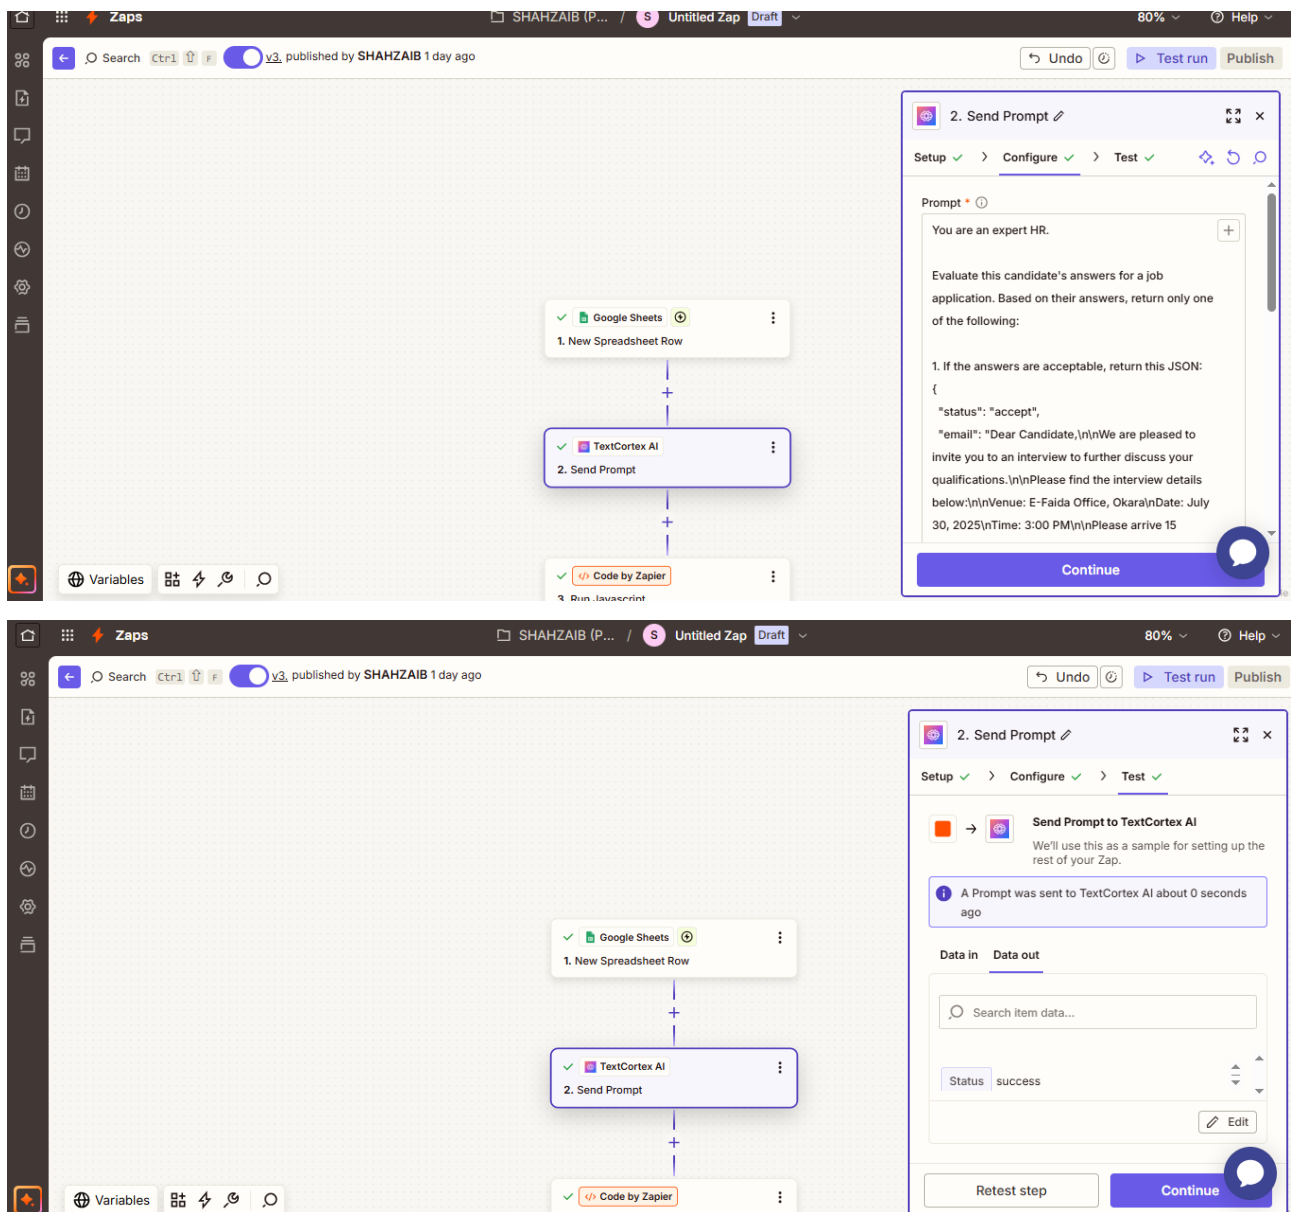 Zaps
SHAHZAIB (P... / S Untitled Zap Draft
80%
Help
Search Ctrl ⇧ F
v3. published by SHAHZAIB 1 day ago
Undo
Test run
Publish
2. Send Prompt
Setup
Configure
Test
Prompt *
You are an expert HR.
Evaluate this candidate's answers for a job
application. Based on their answers, return only one
of the following:
1. If the answers are acceptable, return this JSON:
{
"status": "accept",
"email": "Dear Candidate,\n\nWe are pleased to
invite you to an interview to further discuss your
qualifications.\n\nPlease find the interview details
below:\n\nVenue: E-Faida Office, Okara\nDate: July
30, 2025\nTime: 3:00 PM\n\nPlease arrive 15
Continue
Google Sheets
1. New Spreadsheet Row
TextCortex AI
2. Send Prompt
Code by Zapier
3. Run Javascript
Variables
Zaps
SHAHZAIB (P... / S Untitled Zap Draft
80%
Help
Search Ctrl ⇧ F
v3. published by SHAHZAIB 1 day ago
Undo
Test run
Publish
2. Send Prompt
Setup
Configure
Test
Send Prompt to TextCortex AI
We'll use this as a sample for setting up the
rest of your Zap.
A Prompt was sent to TextCortex AI about 0 seconds
ago
Data in
Data out
Search item data...
Status success
Edit
Retest step
Continue
Google Sheets
1. New Spreadsheet Row
TextCortex AI
2. Send Prompt
Code by Zapier
Variables